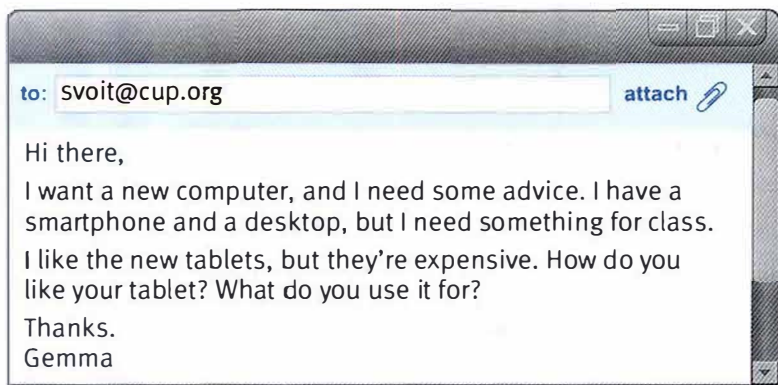 to: svoit@cup.org attach
Hi there,
I want a new computer, and I need some advice. I have a
smartphone and a desktop, but I need something for class.
I like the new tablets, but they're expensive. How do you
like your tablet? What do you use it for?
Thanks.
Gemma